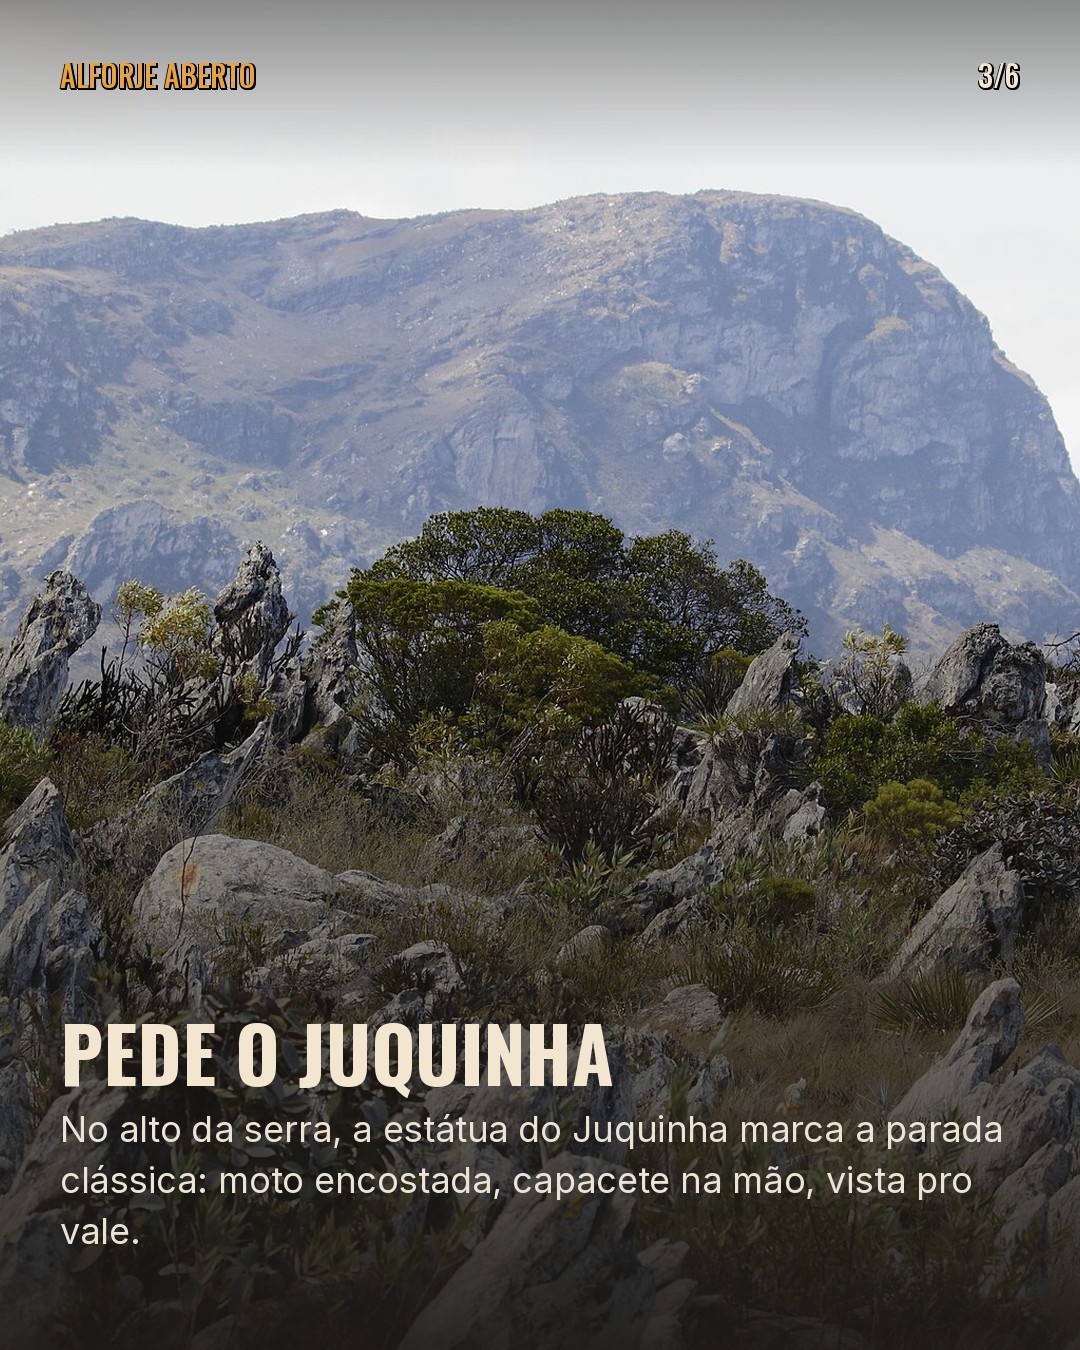 ALFORJE ABERTO
3/6
PEDE O JUQUINHA
No alto da serra, a estátua do Juquinha marca a parada
clássica: moto encostada, capacete na mão, vista pro
vale.